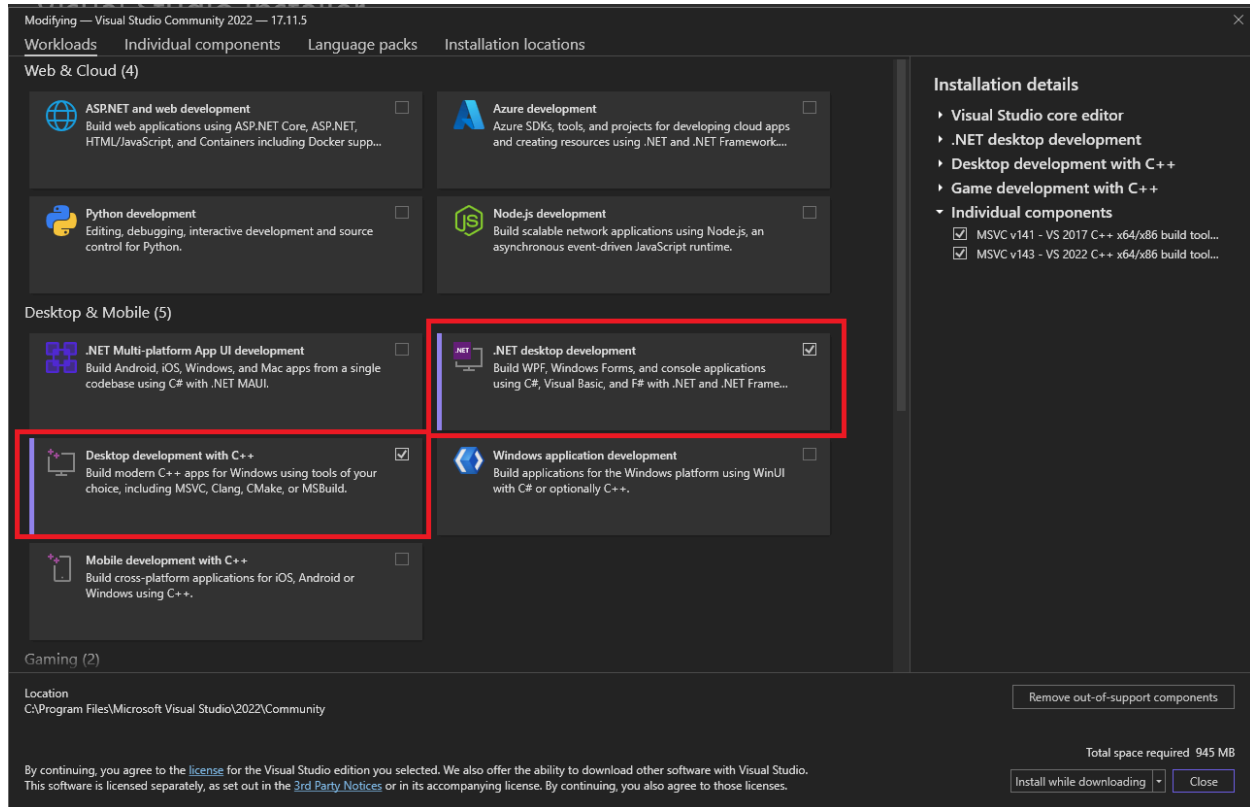 Modifying — Visual Studio Community 2022 — 17.11.5
Workloads Individual components Language packs Installation locations
Web & Cloud (4)
ASP.NET and web development
Build web applications using ASP.NET Core, ASP.NET,
HTML/JavaScript, and Containers including Docker supp...
Azure development
Azure SDKs, tools, and projects for developing cloud apps
and creating resources using .NET and .NET Framework....
Python development
Editing, debugging, interactive development and source
control for Python.
Node.js development
Build scalable network applications using Node.js, an
asynchronous event-driven JavaScript runtime.
Desktop & Mobile (5)
.NET Multi-platform App UI development
Build Android, iOS, Windows, and Mac apps from a single
codebase using C# with .NET MAUI.
.NET
.NET desktop development
Build WPF, Windows Forms, and console applications
using C#, Visual Basic, and F# with .NET and .NET Frame...
Desktop development with C++
Build modern C++ apps for Windows using tools of your
choice, including MSVC, Clang, CMake, or MSBuild.
Windows application development
Build applications for the Windows platform using WinUI
with C# or optionally C++.
Mobile development with C++
Build cross-platform applications for iOS, Android or
Windows using C++.
Gaming (2)
Installation details
Visual Studio core editor
.NET desktop development
Desktop development with C++
Game development with C++
Individual components
MSVC v141 - VS 2017 C++ x64/x86 build tool...
MSVC v143 - VS 2022 C++ x64/x86 build tool...
Location
C:\Program Files\Microsoft Visual Studio\2022\Community
Remove out-of-support components
Total space required 945 MB
By continuing, you agree to the license for the Visual Studio edition you selected. We also offer the ability to download other software with Visual Studio.
This software is licensed separately, as set out in the 3rd Party Notices or in its accompanying license. By continuing, you also agree to those licenses.
Install while downloading
Close